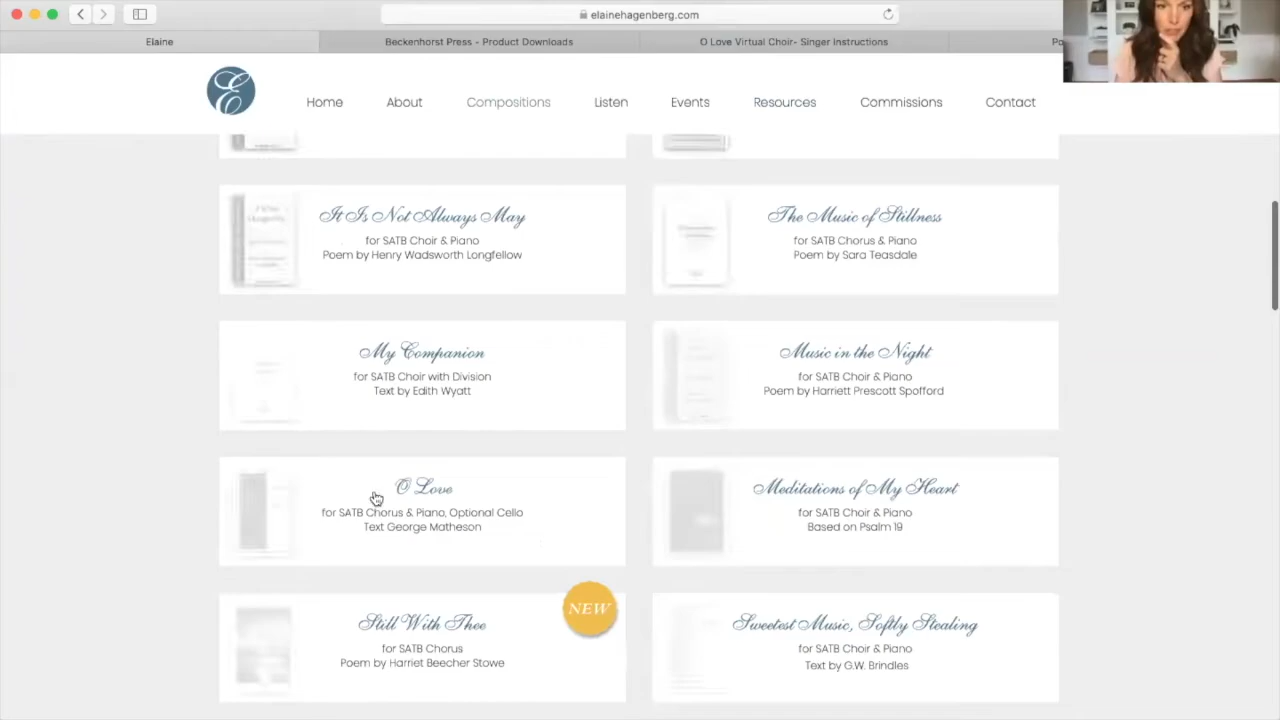 elainehagenberg.com
Elaine
Beckenhorst Press - Product Downloads
O Love Virtual Choir- Singer Instructions
Po
E
Home
About
Compositions
Listen
Events
Resources
Commissions
Contact
It Is Not Always May
for SATB Choir & Piano
Poem by Henry Wadsworth Longfellow
The Music of Stillness
for SATB Chorus & Piano
Poem by Sara Teasdale
My Companion
for SATB Choir with Division
Text by Edith Wyatt
Music in the Night
for SATB Choir & Piano
Poem by Harriett Prescott Spofford
O Love
for SATB Chorus & Piano, Optional Cello
Text George Matheson
Meditations of My Heart
for SATB Choir & Piano
Based on Psalm 19
NEW
Still With Thee
for SATB Chorus
Poem by Harriet Beecher Stowe
Sweetest Music, Softly Stealing
for SATB Choir & Piano
Text by G.W. Brindles